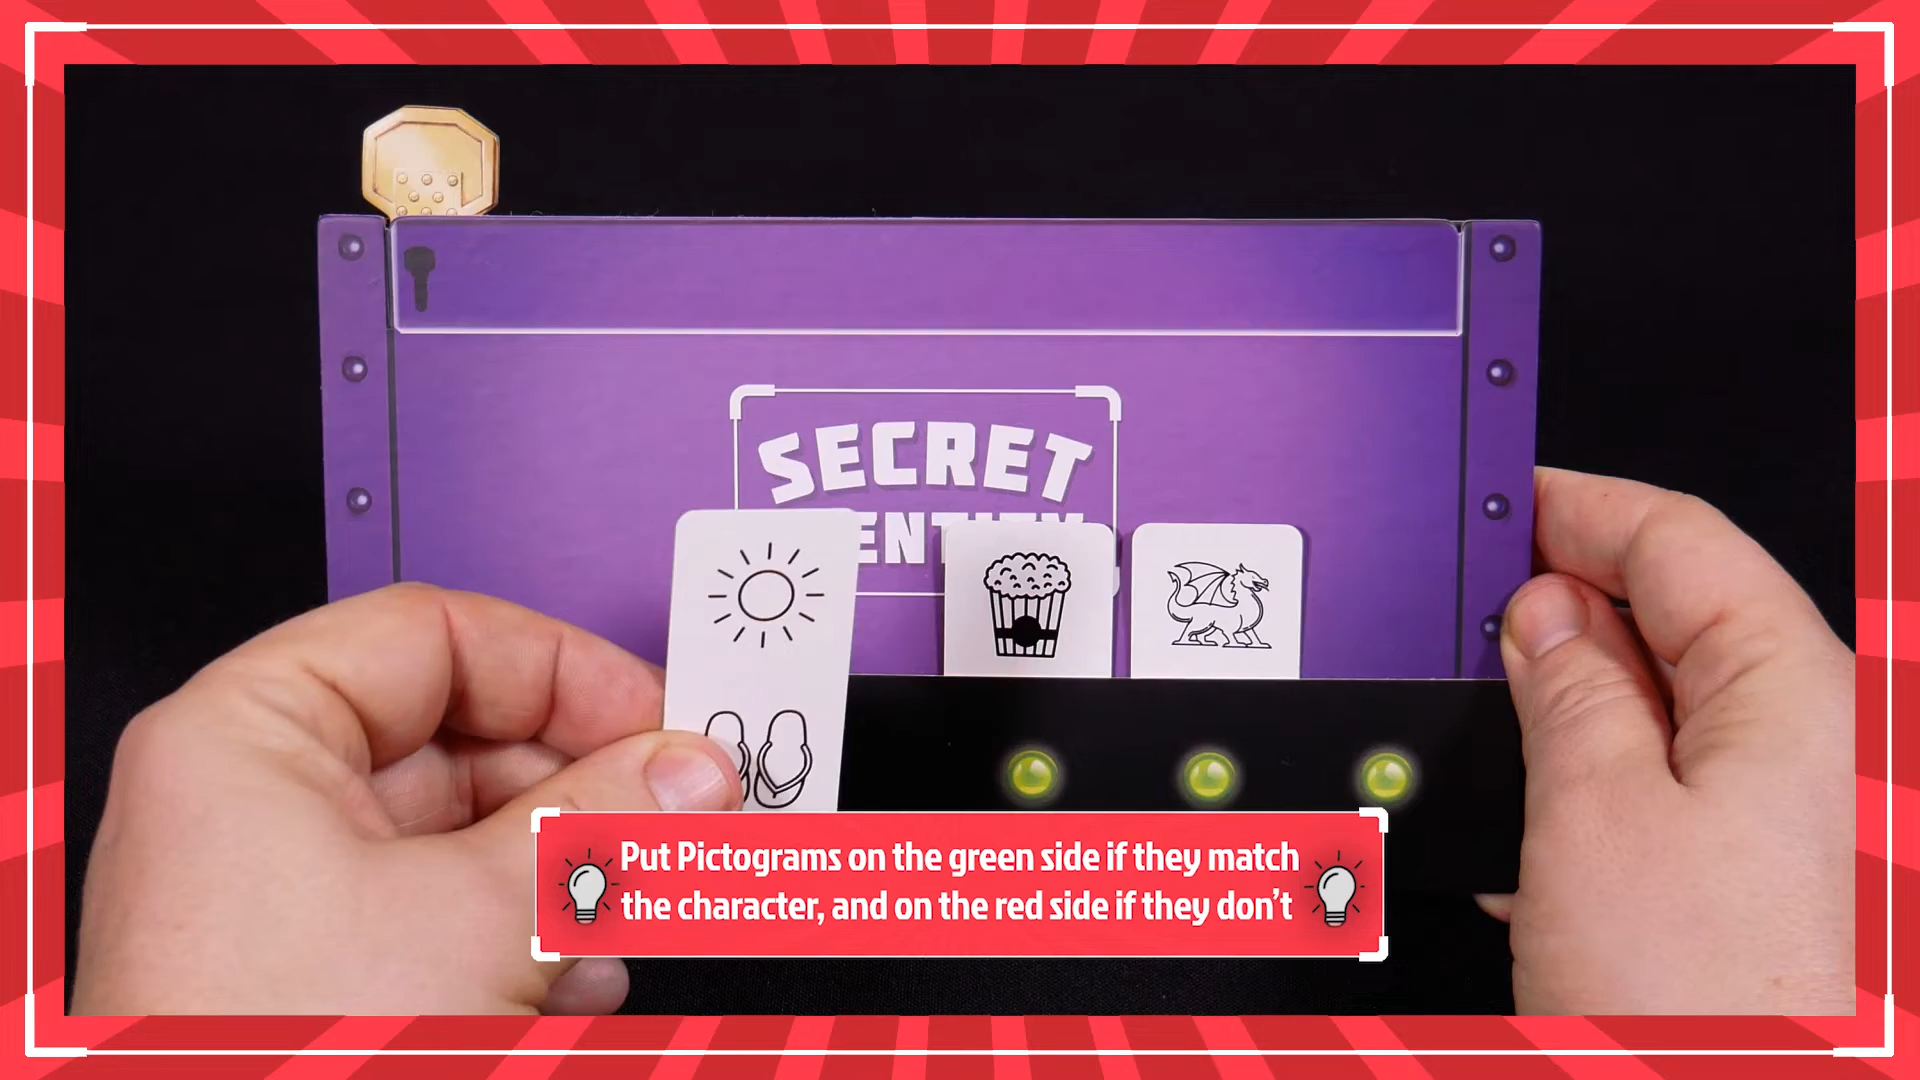 SECRET
Put Pictograms on the green side if they match
the character, and on the red side if they don't